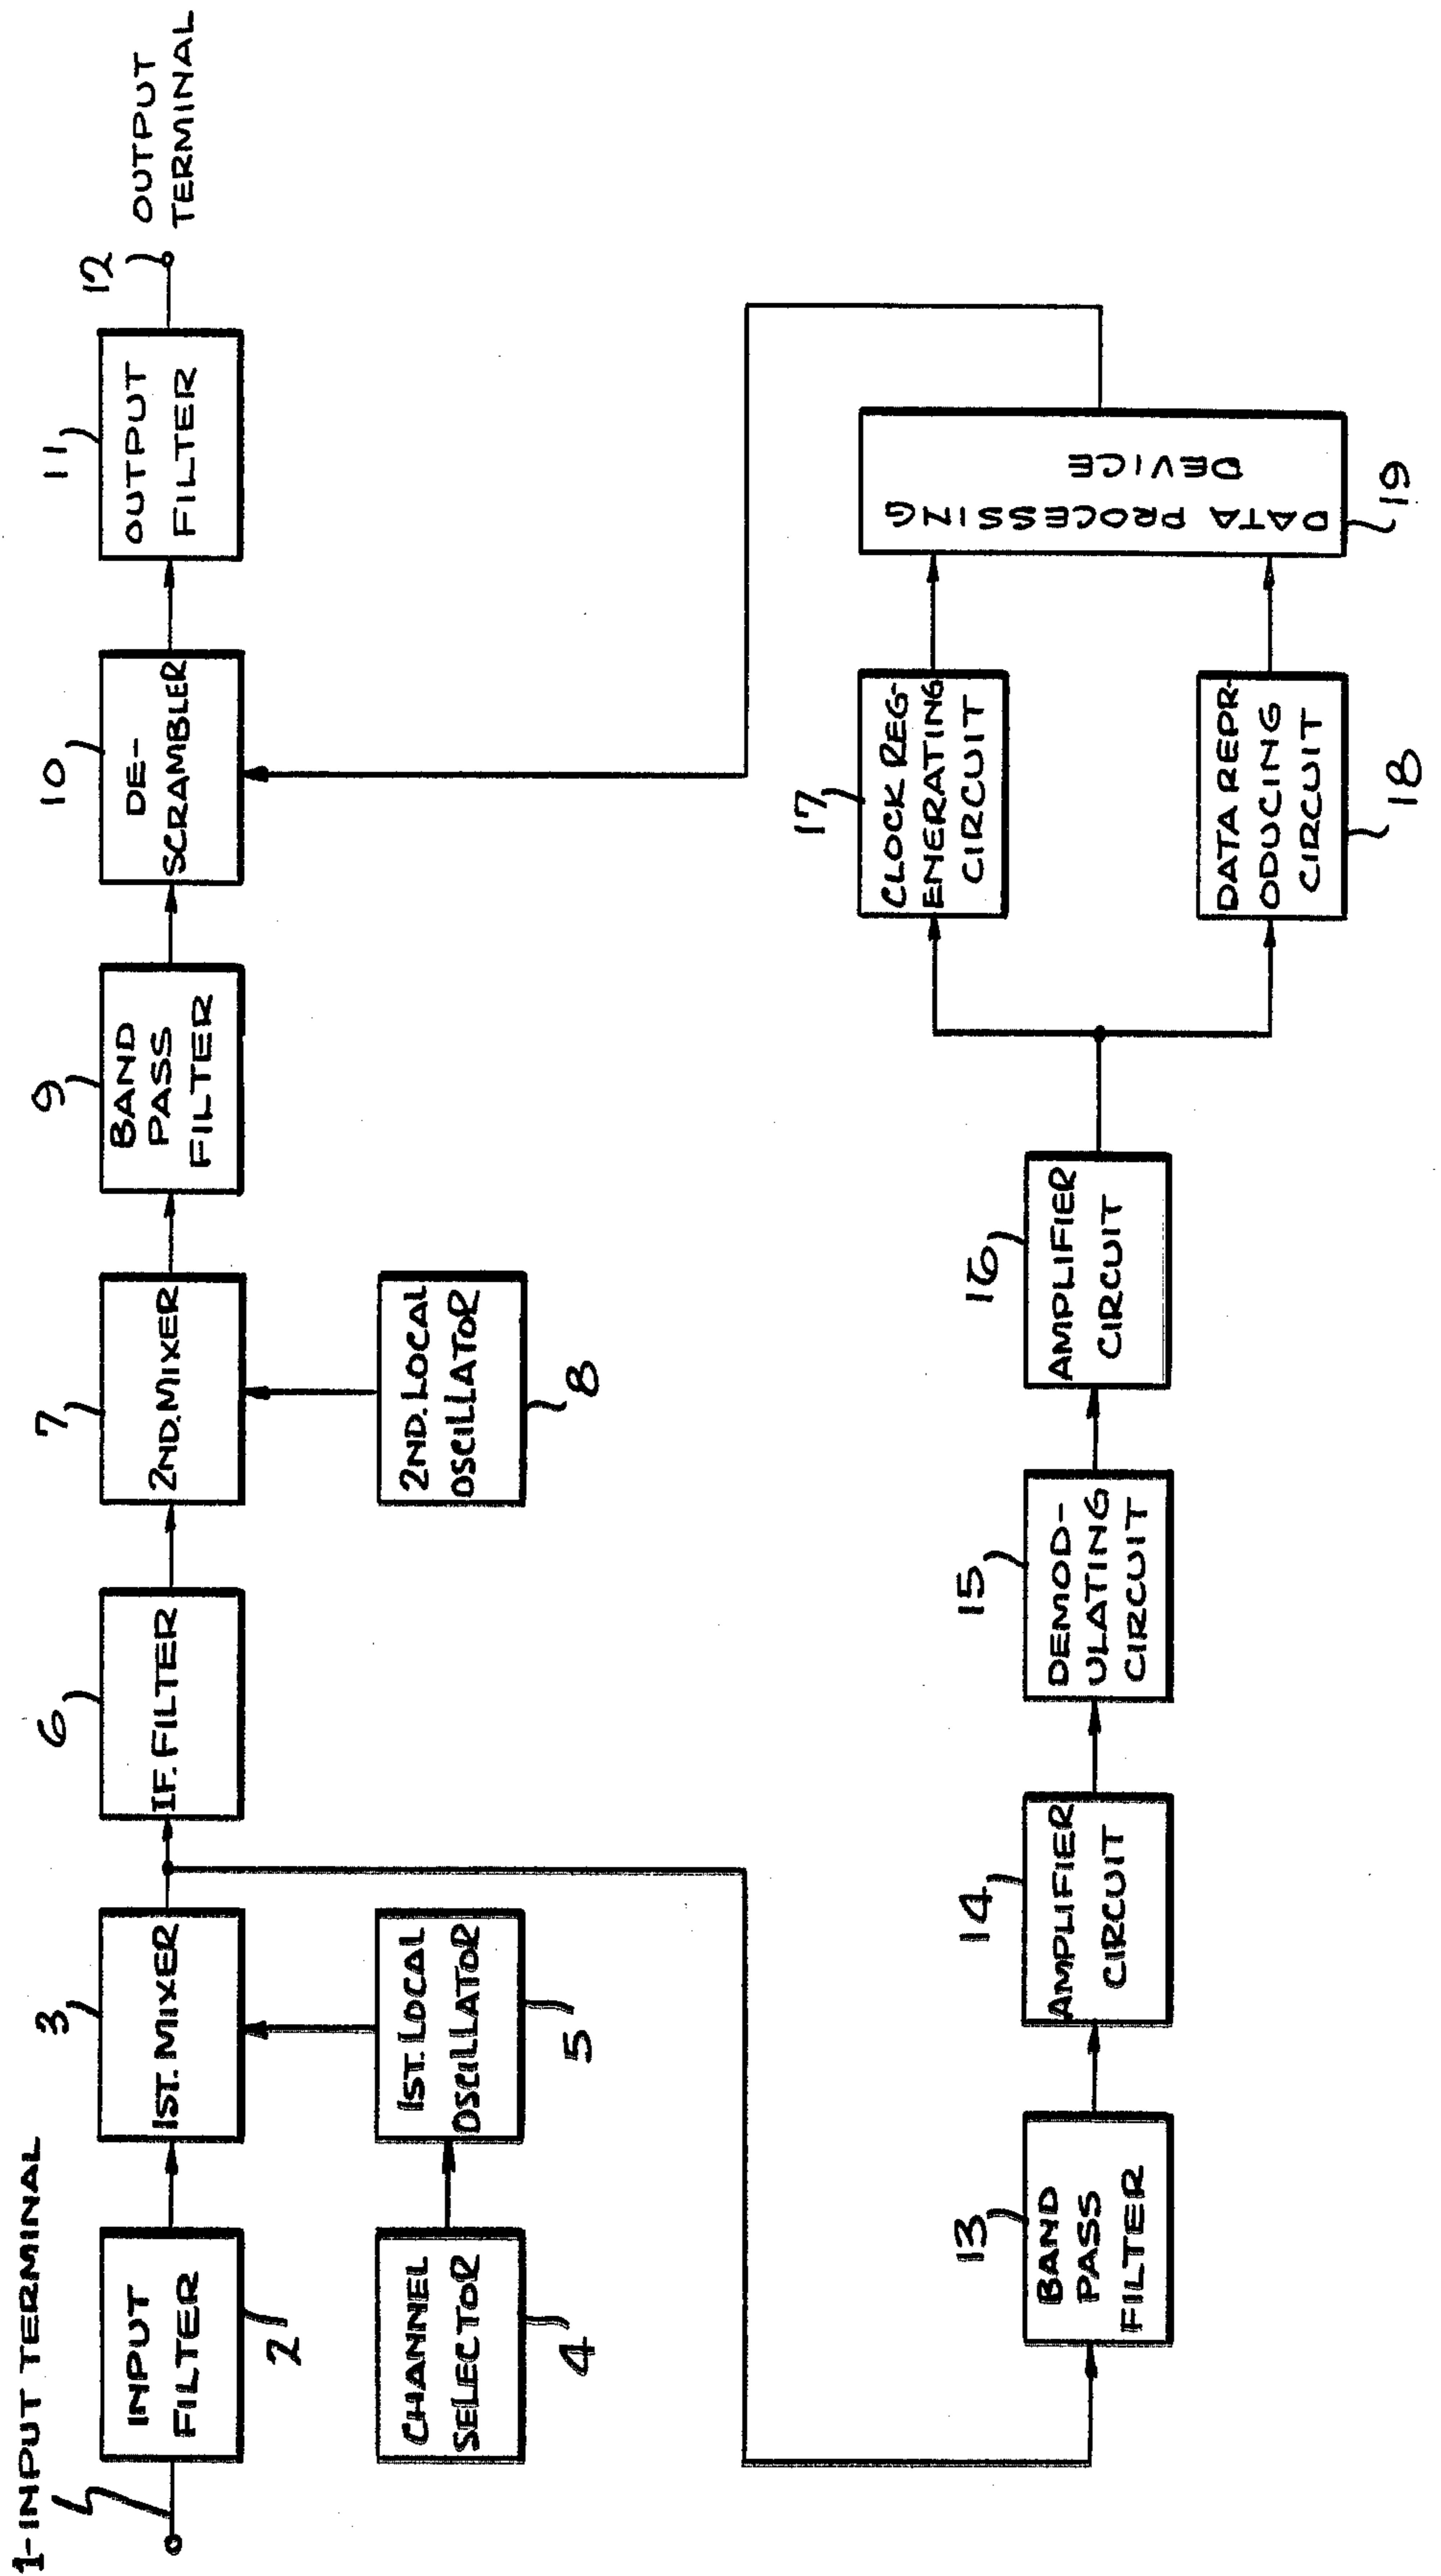 1-INPUT TERMINAL
INPUT
FILTER
2
3
1ST. MIXER
CHANNEL
SELECTOR
4
1ST. LOCAL
OSCILLATOR
5
6
I.F. FILTER
7
2ND. MIXER
2ND. LOCAL
OSCILLATOR
8
9
BAND
PASS
FILTER
10
DE-
SCRAMBLER
11
OUTPUT
FILTER
12
OUTPUT
TERMINAL
13
BAND
PASS
FILTER
14
AMPLIFIER
CIRCUIT
15
DEMOD-
ULATING
CIRCUIT
16
AMPLIFIER
CIRCUIT
17
CLOCK REG-
ENERATING
CIRCUIT
DATA REPR-
ODUCING
CIRCUIT
18
DATA PROCESSING
DEVICE
19